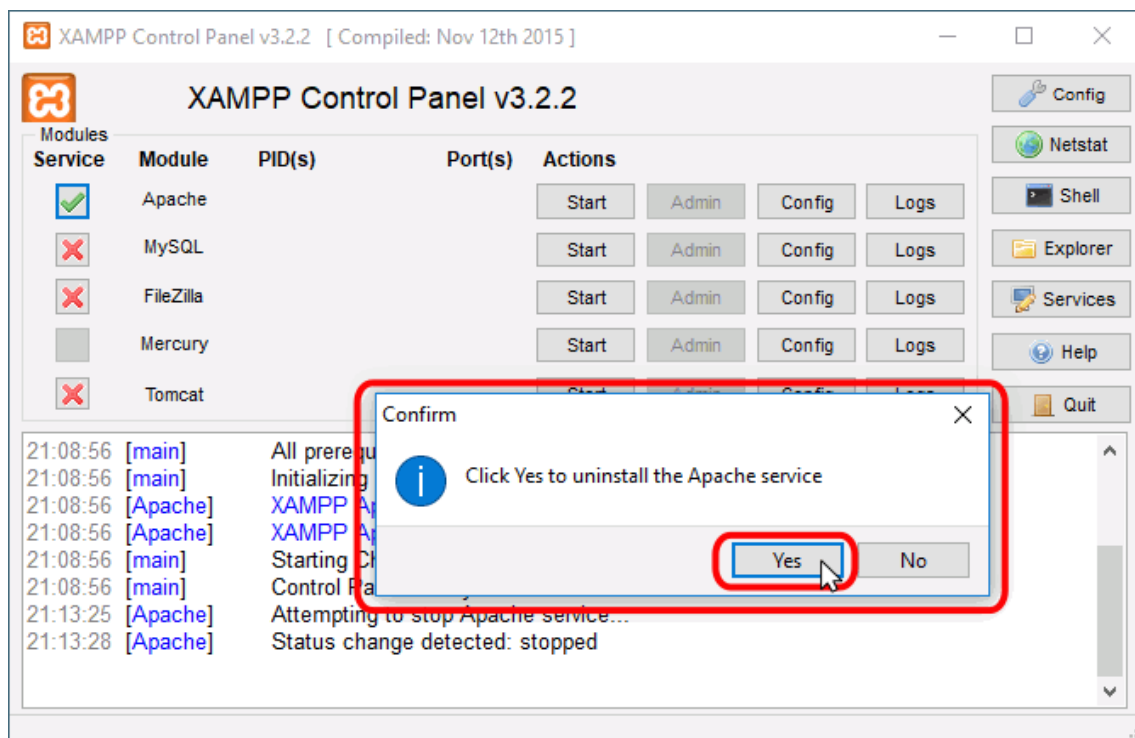 XAMPP Control Panel v3.2.2 [ Compiled: Nov 12th 2015 ]
XAMPP Control Panel v3.2.2
Config
Modules
Netstat
Service Module PID(s) Port(s) Actions
Apache Start Admin Config Logs
Shell
MySQL Start Admin Config Logs
Explorer
FileZilla Start Admin Config Logs
Services
Mercury Start Admin Config Logs
Help
Tomcat
Quit
Confirm
Click Yes to uninstall the Apache service
Yes No
21:08:56 [main] All
21:08:56 [main] Initializing
21:08:56 [Apache] XAMPP
21:08:56 [Apache] XAMPP
21:08:56 [main] Starting
21:08:56 [main] Control
21:13:25 [Apache] Attempting to stop Apache service...
21:13:28 [Apache] Status change detected: stopped